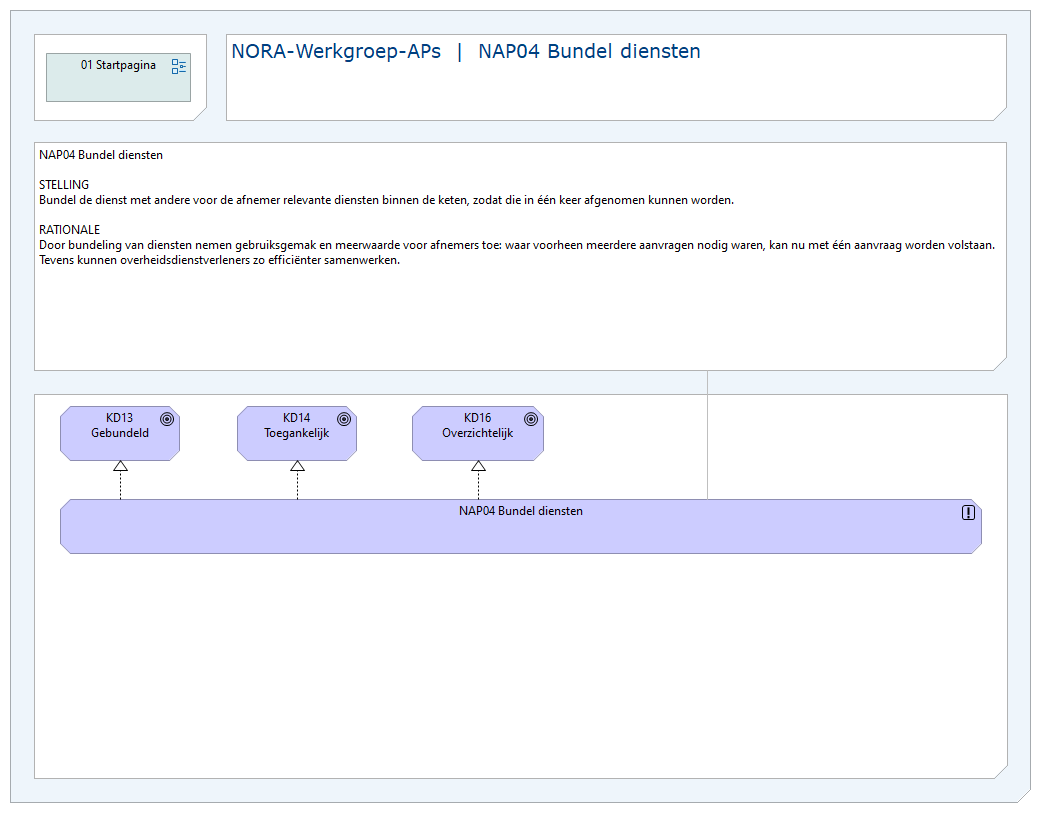 01 Startpagina
NORA-Werkgroep-APs | NAP04 Bundel diensten
NAP04 Bundel diensten
STELLING
Bundel de dienst met andere voor de afnemer relevante diensten binnen de keten, zodat die in één keer afgenomen kunnen worden.
RATIONALE
Door bundeling van diensten nemen gebruiksgemak en meerwaarde voor afnemers toe: waar voorheen meerdere aanvragen nodig waren, kan nu met één aanvraag worden volstaan.
Tevens kunnen overheidsdienstverleners zo efficiënter samenwerken.
KD13
Gebundeld
KD14
Toegankelijk
KD16
Overzichtelijk
NAP04 Bundel diensten